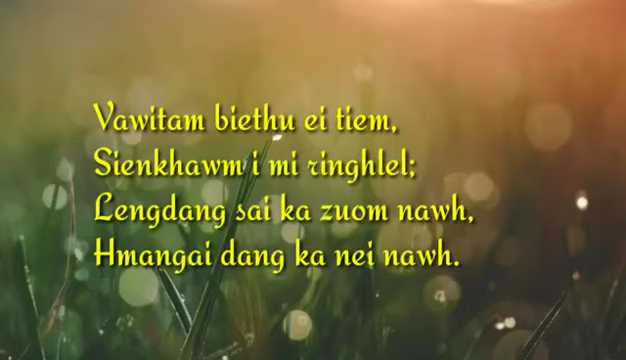 Vawitam biethu ei tiem,
Sienkhawm i mi ringhlel;
Lengdang sai ka zuom nawh,
Hmangai dang ka nei nawh.